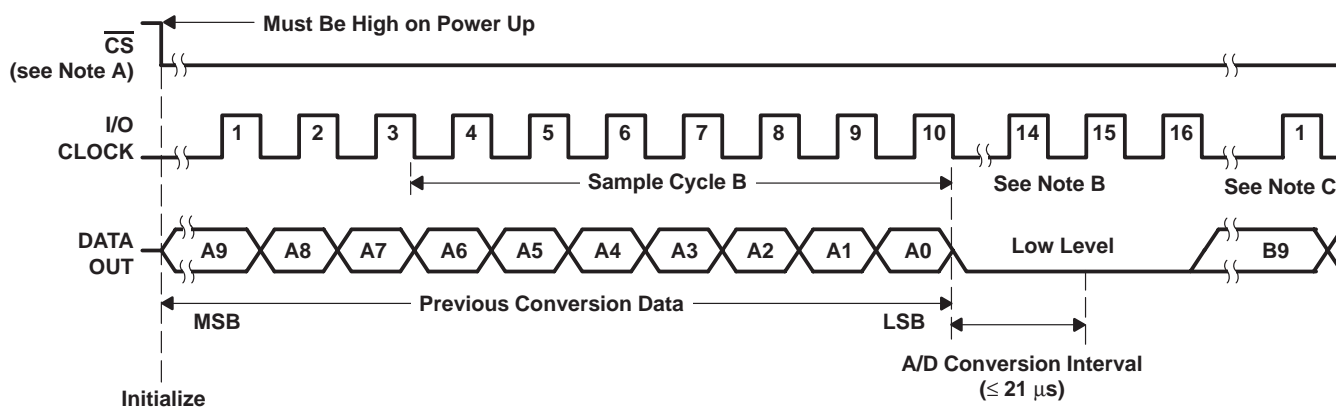 Must Be High on Power Up
CS
(see Note A)
I/O
CLOCK
1 2 3 4 5 6 7 8 9 10 14 15 16 1
Sample Cycle B
See Note B
See Note C
DATA
OUT
A9 A8 A7 A6 A5 A4 A3 A2 A1 A0
Low Level
B9
Previous Conversion Data
MSB
LSB
A/D Conversion Interval
(≤ 21 μs)
Initialize